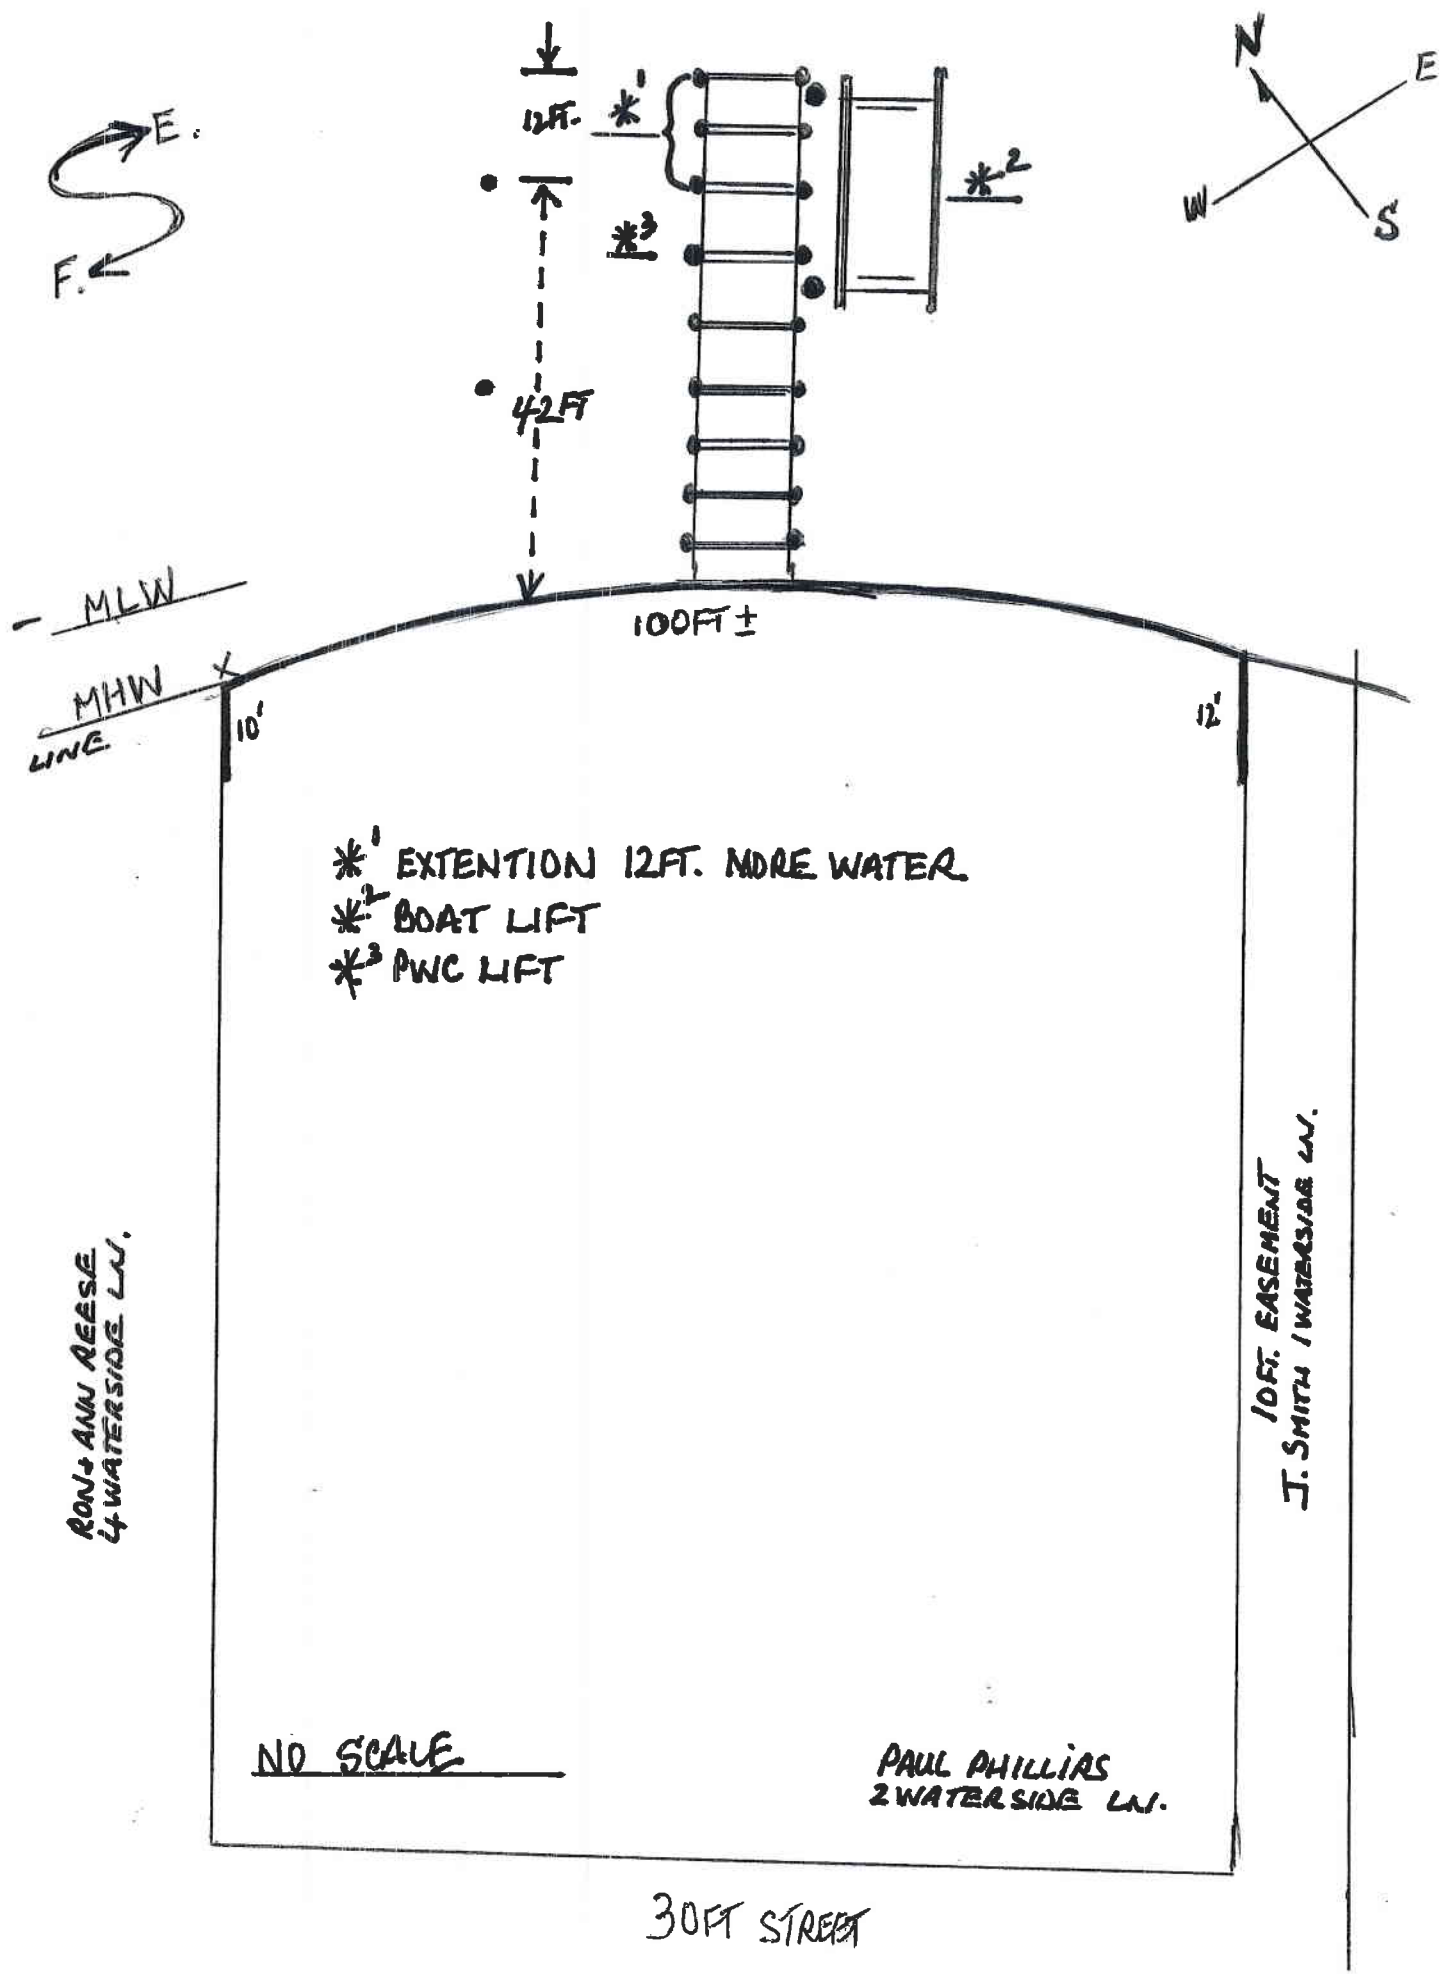 N
E
W
S
E.
F.
12FT.
*1
*2
*3
42FT
MLW
MHW
LINE
100FT ±
10'
12'
*1 EXTENTION 12FT. MORE WATER
*2 BOAT LIFT
*3 PWC LIFT
RON + ANN REESE
4 WATERSIDE LN.
10FT. EASEMENT
J. SMITH 1 WATERSIDE LN.
NO SCALE
PAUL PHILLIPS
2 WATERSIDE LN.
30FT STREET